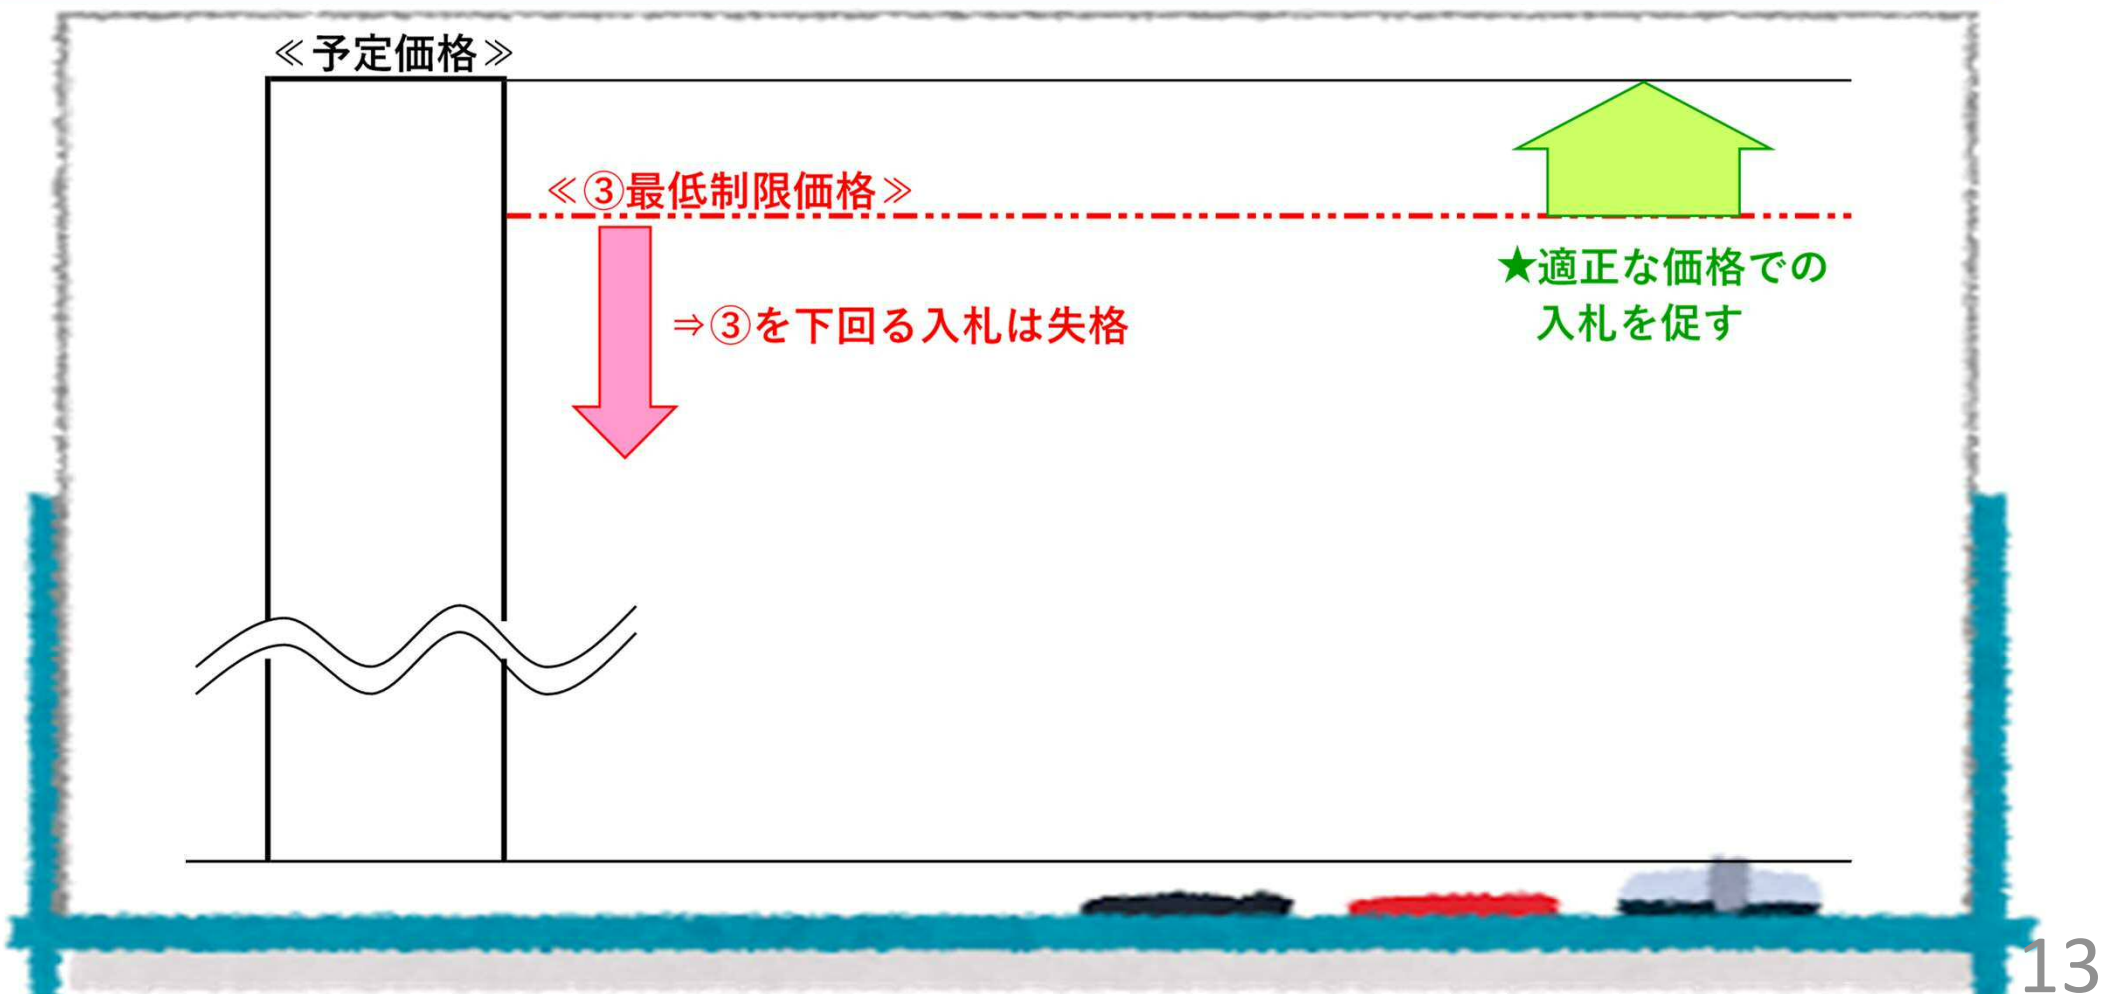 ≪予定価格≫
≪③最低制限価格≫
⇒③を下回る入札は失格
★適正な価格での
入札を促す
13